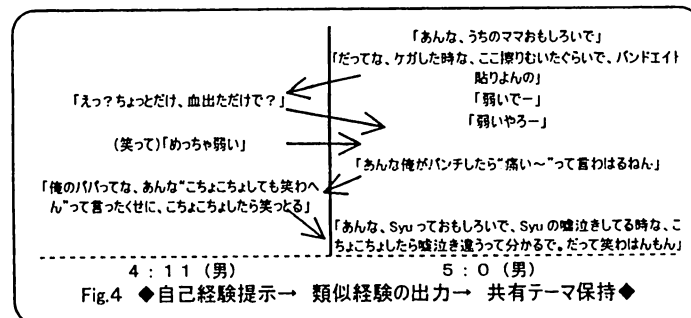 「あんな、うちのママおもしろいで」
「だってな、ケガした時な、ここ擦りむいたぐらいで、バンドエイト
貼りよんの」
「えっ？ちょっとだけ、血出ただけで？」
「弱いでー」
「弱いやろー」
(笑って)「めっちゃ弱い」
「あんな俺がパンチしたら“痛い～”って言わはるねん」
「俺のパパってな、あんな“こちょこちょしても笑わへ
ん”って言ったくせに、こちょこちょしたら笑っとる」
「あんな、Syuっておもしろいで、Syuの嘘泣きしてる時な、こ
ちょこちょしたら嘘泣き違うって分かるで。だって笑わはんもん」
4：11（男）
5：0（男）
Fig.4 ◆自己経験提示→ 類似経験の出力→ 共有テーマ保持◆